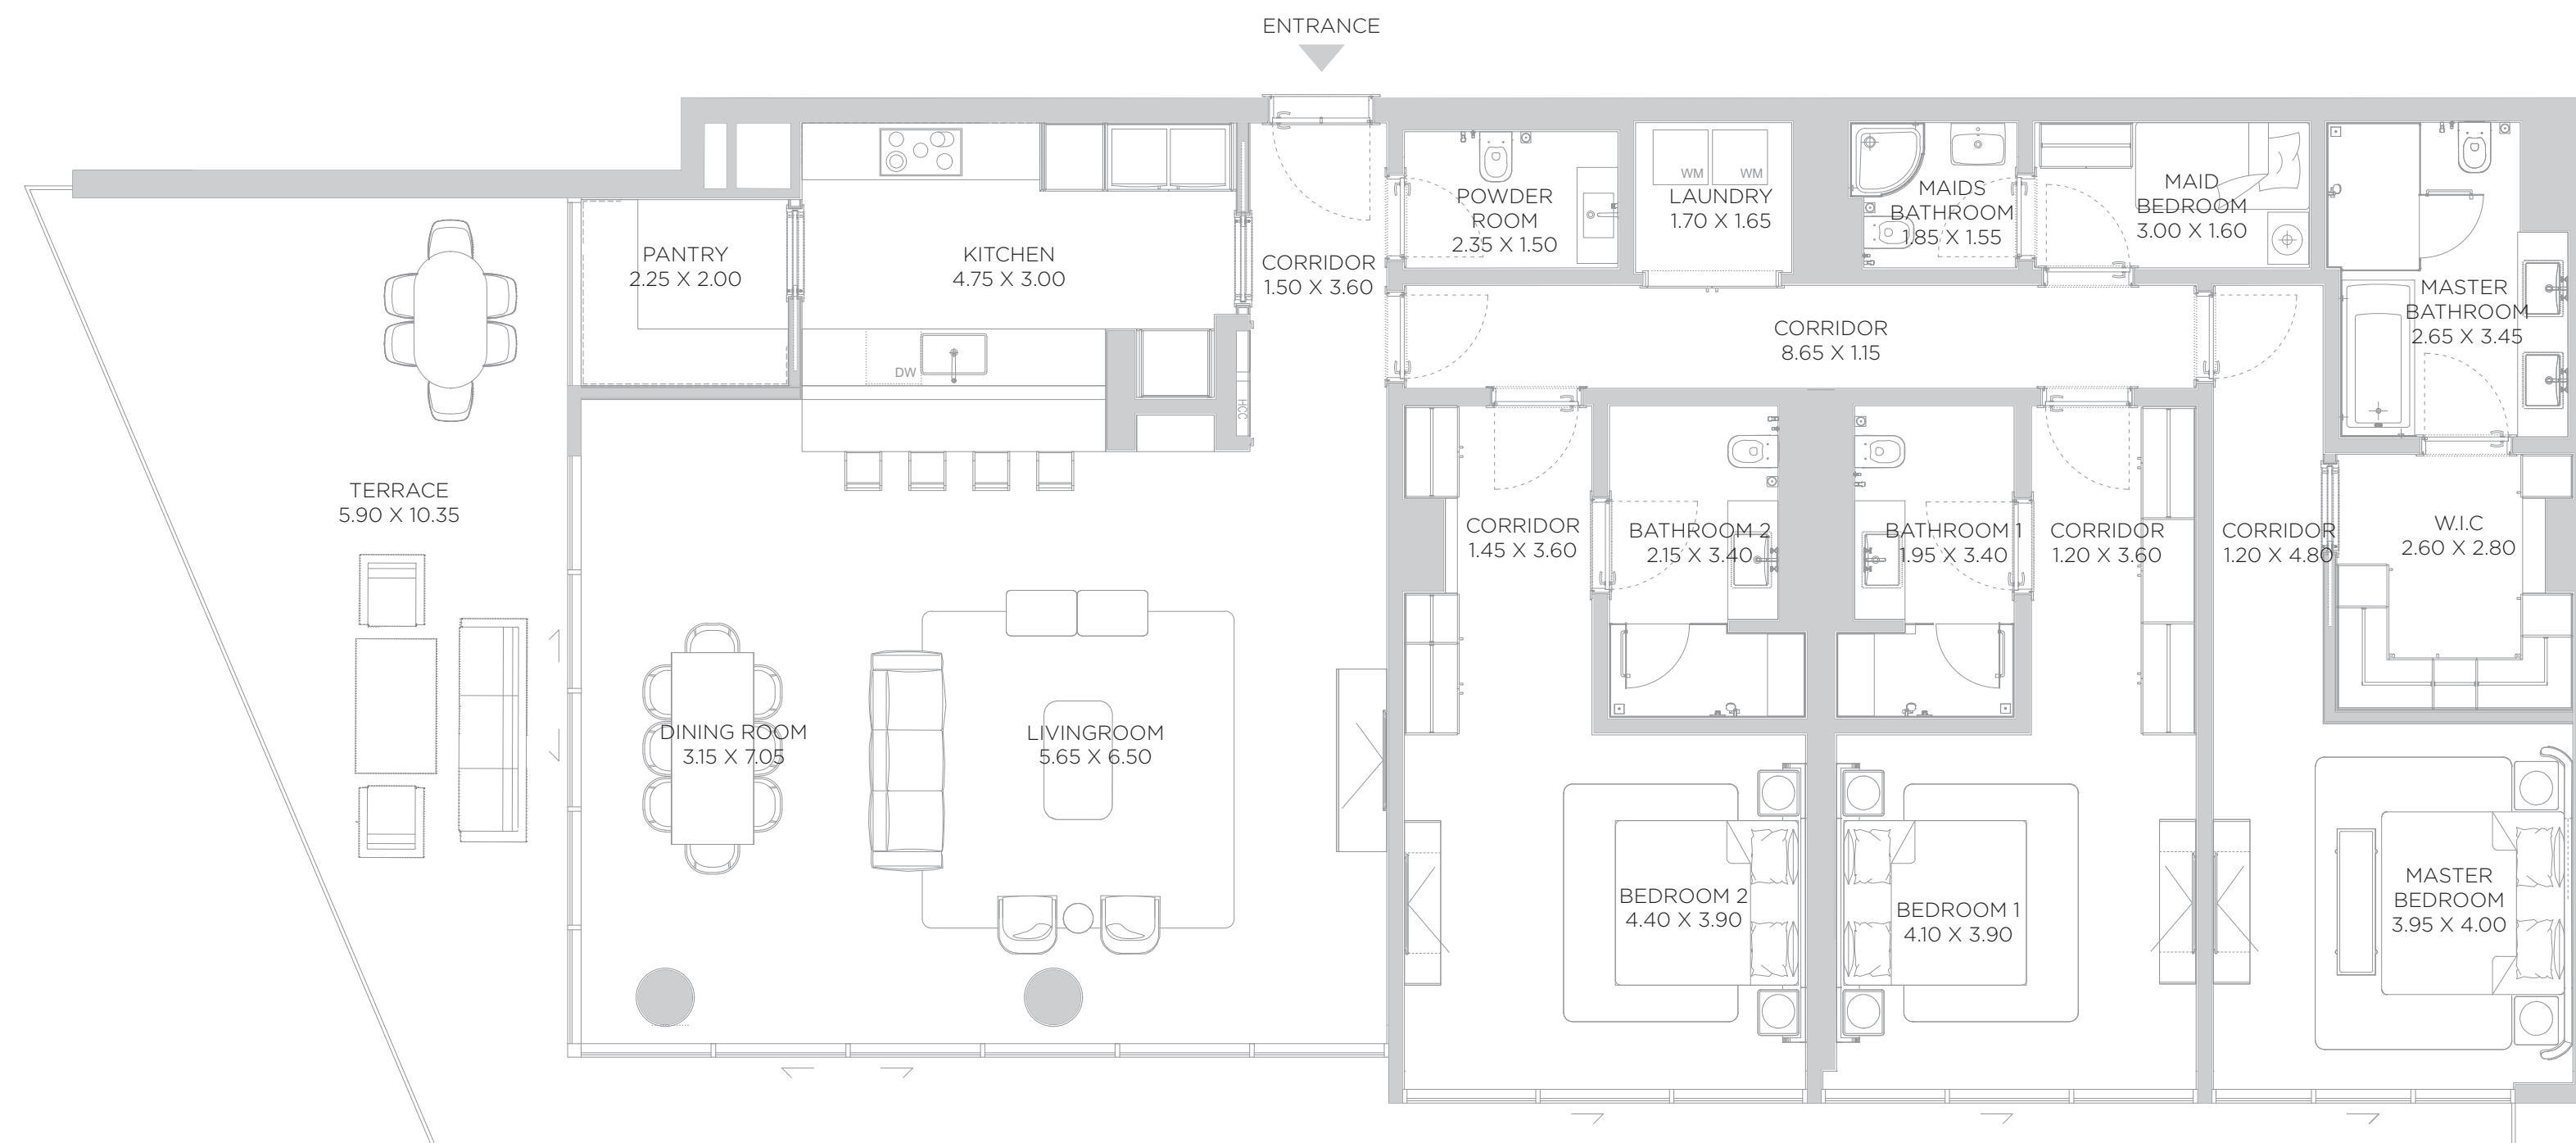 ENTRANCE
POWDER
ROOM
2.35 X 1.50
WM
WM
LAUNDRY
1.70 X 1.65
MAIDS
BATHROOM
1.85 X 1.55
MAID
BEDROOM
3.00 X 1.60
PANTRY
2.25 X 2.00
KITCHEN
4.75 X 3.00
CORRIDOR
1.50 X 3.60
MASTER
BATHROOM
2.65 X 3.45
CORRIDOR
8.65 X 1.15
DW
HCC
TERRACE
5.90 X 10.35
CORRIDOR
1.45 X 3.60
BATHROOM 2
2.15 X 3.40
BATHROOM 1
1.95 X 3.40
CORRIDOR
1.20 X 3.60
CORRIDOR
1.20 X 4.80
W.I.C
2.60 X 2.80
DINING ROOM
3.15 X 7.05
LIVINGROOM
5.65 X 6.50
BEDROOM 2
4.40 X 3.90
BEDROOM 1
4.10 X 3.90
MASTER
BEDROOM
3.95 X 4.00